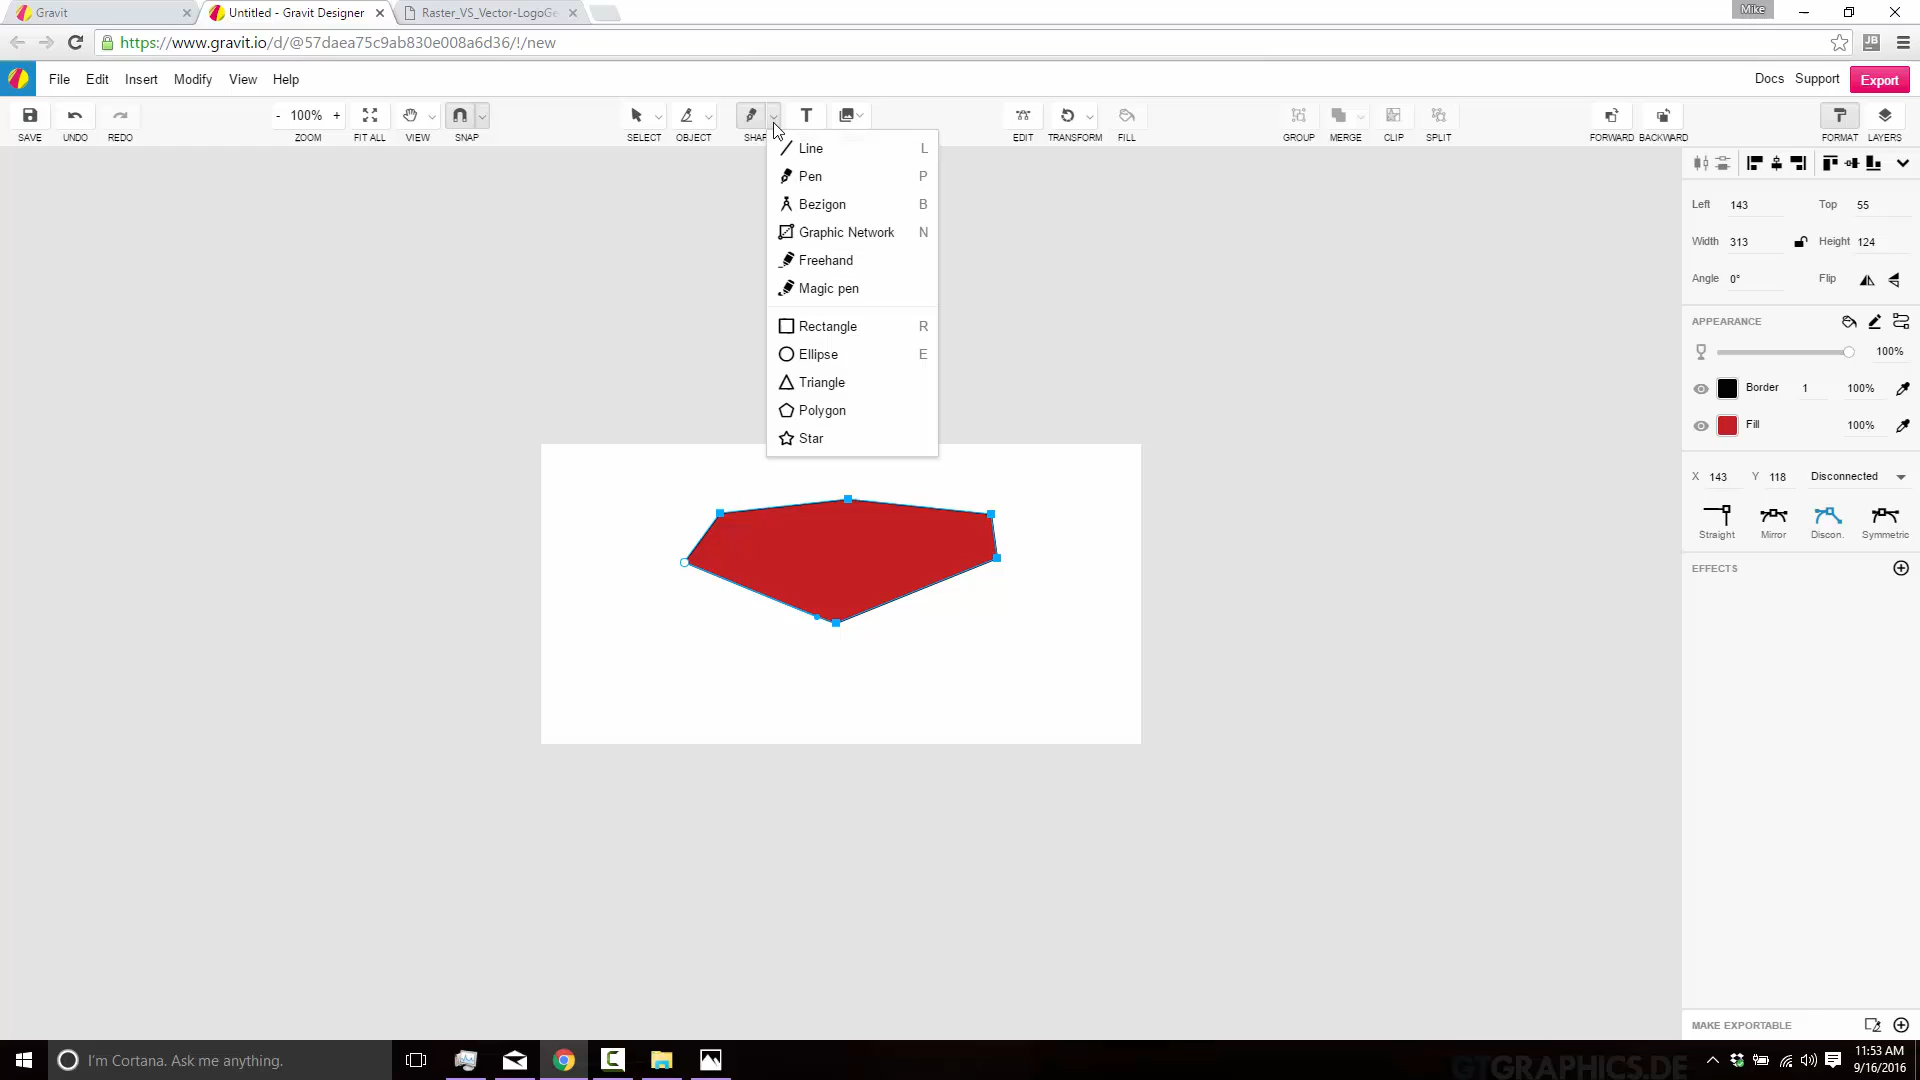 Gravit
Untitled - Gravit Designer
Raster_VS_Vector-LogoGe
Mike
https://www.gravit.io/d/@57daea75c9ab830e008a6d36/!/new
JB
File Edit Insert Modify View Help
Docs Support Export
- 100% +
T
SAVE UNDO REDO ZOOM FIT ALL VIEW SNAP SELECT OBJECT SHAP EDIT TRANSFORM FILL GROUP MERGE CLIP SPLIT FORWARD BACKWARD FORMAT LAYERS
Line L
Pen P
Bezigon B
Graphic Network N
Freehand
Magic pen
Rectangle R
Ellipse E
Triangle
Polygon
Star
Left 143 Top 55
Width 313 Height 124
Angle 0° Flip
APPEARANCE
100%
Border 1 100%
Fill 100%
X 143 Y 118 Disconnected
Straight Mirror Discon. Symmetric
EFFECTS
MAKE EXPORTABLE
I'm Cortana. Ask me anything.
GTGRAPHICS.DE
11:53 AM
9/16/2016